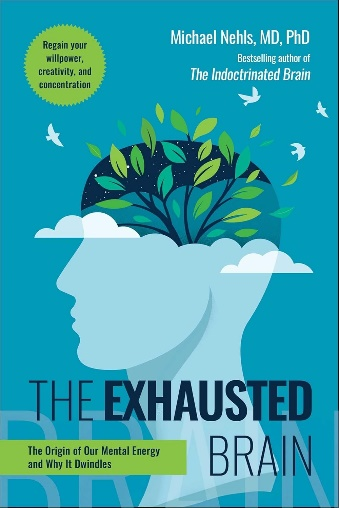 Regain your
willpower,
creativity, and
concentration
Michael Nehls, MD, PhD
Bestselling author of
The Indoctrinated Brain
THE EXHAUSTED
BRAIN
The Origin of Our Mental Energy
and Why It Dwindles
BRAIN